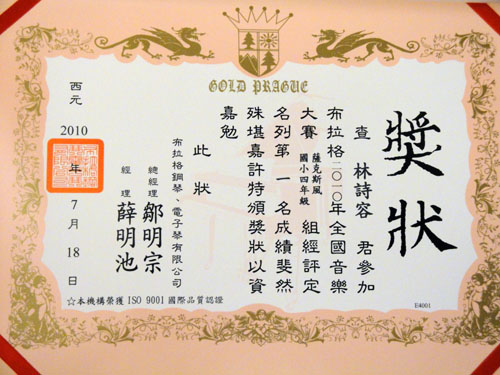 GOLD PRAGUE
獎狀
查 林詩容 君參加
布拉格二○一○年全國音樂
大賽 薩克斯風 國小四年級 組經評定
名列第一名成績斐然
殊堪嘉許特頒獎狀以資
嘉勉
此狀
布拉格鋼琴、電子琴有限公司
總經理 鄒明宗
經理 薛明池
西元 2010 年 7 月 18 日
☆本機構榮獲 ISO 9001 國際品質認證
E4001